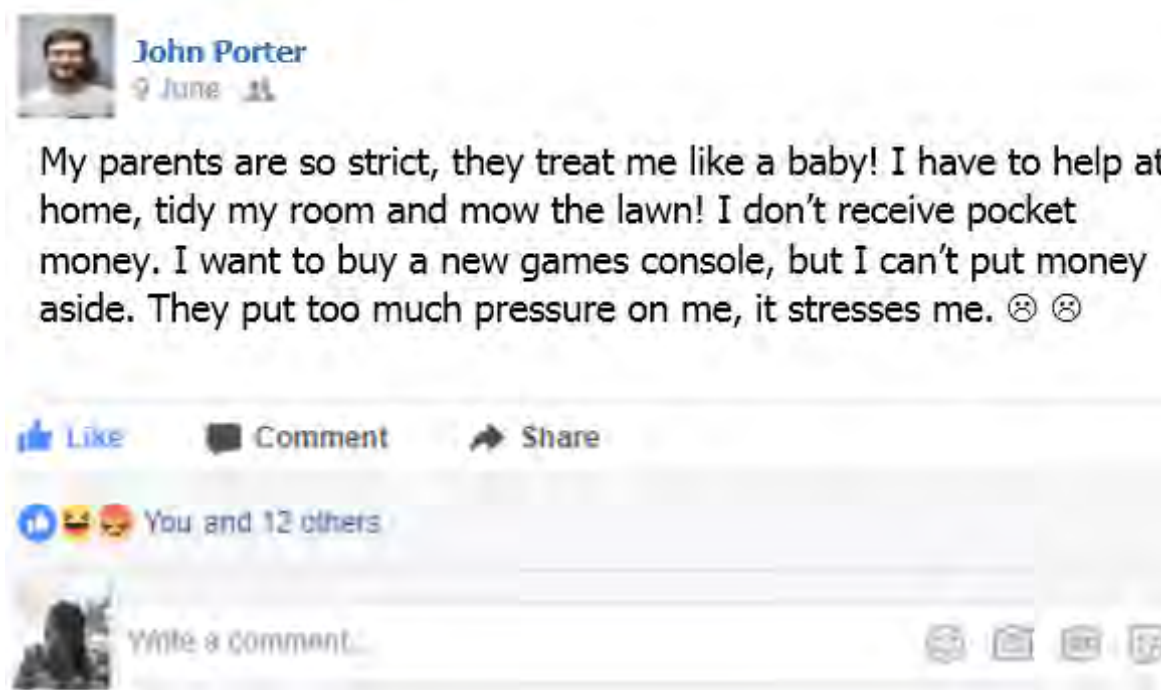 John Porter
9 June
My parents are so strict, they treat me like a baby! I have to help at
home, tidy my room and mow the lawn! I don't receive pocket
money. I want to buy a new games console, but I can't put money
aside. They put too much pressure on me, it stresses me. ☹ ☹
Like Comment Share
You and 12 others
Write a comment...